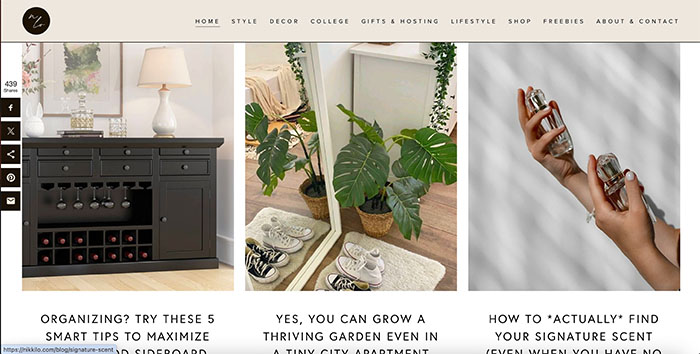 HOME STYLE DECOR COLLEGE GIFTS & HOSTING LIFESTYLE SHOP FREEBIES ABOUT & CONTACT
439
Shares
ORGANIZING? TRY THESE 5
SMART TIPS TO MAXIMIZE
SIDEBOARD
YES, YOU CAN GROW A
THRIVING GARDEN EVEN IN
A TINY CITY APARTMENT
HOW TO *ACTUALLY* FIND
YOUR SIGNATURE SCENT
(EVEN WHEN YOU HAVE NO
https://nikkilo.com/blog/signature-scent